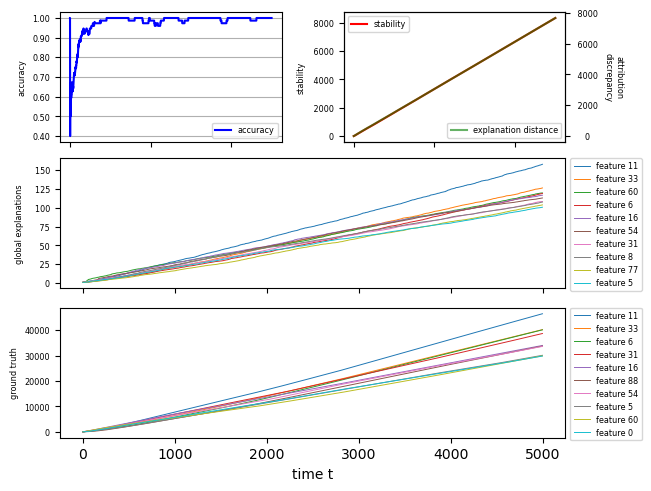 1.00
0.90
0.80
0.70
0.60
0.50
0.40
accuracy
accuracy
8000
6000
4000
2000
0
stability
stability
explanation distance
8000
6000
4000
2000
0
attribution
discrepancy
150
125
100
75
50
25
0
global explanations
feature 11
feature 33
feature 60
feature 6
feature 16
feature 54
feature 31
feature 8
feature 77
feature 5
40000
30000
20000
10000
0
ground truth
feature 11
feature 33
feature 6
feature 31
feature 16
feature 88
feature 54
feature 5
feature 60
feature 0
0 1000 2000 3000 4000 5000
time t